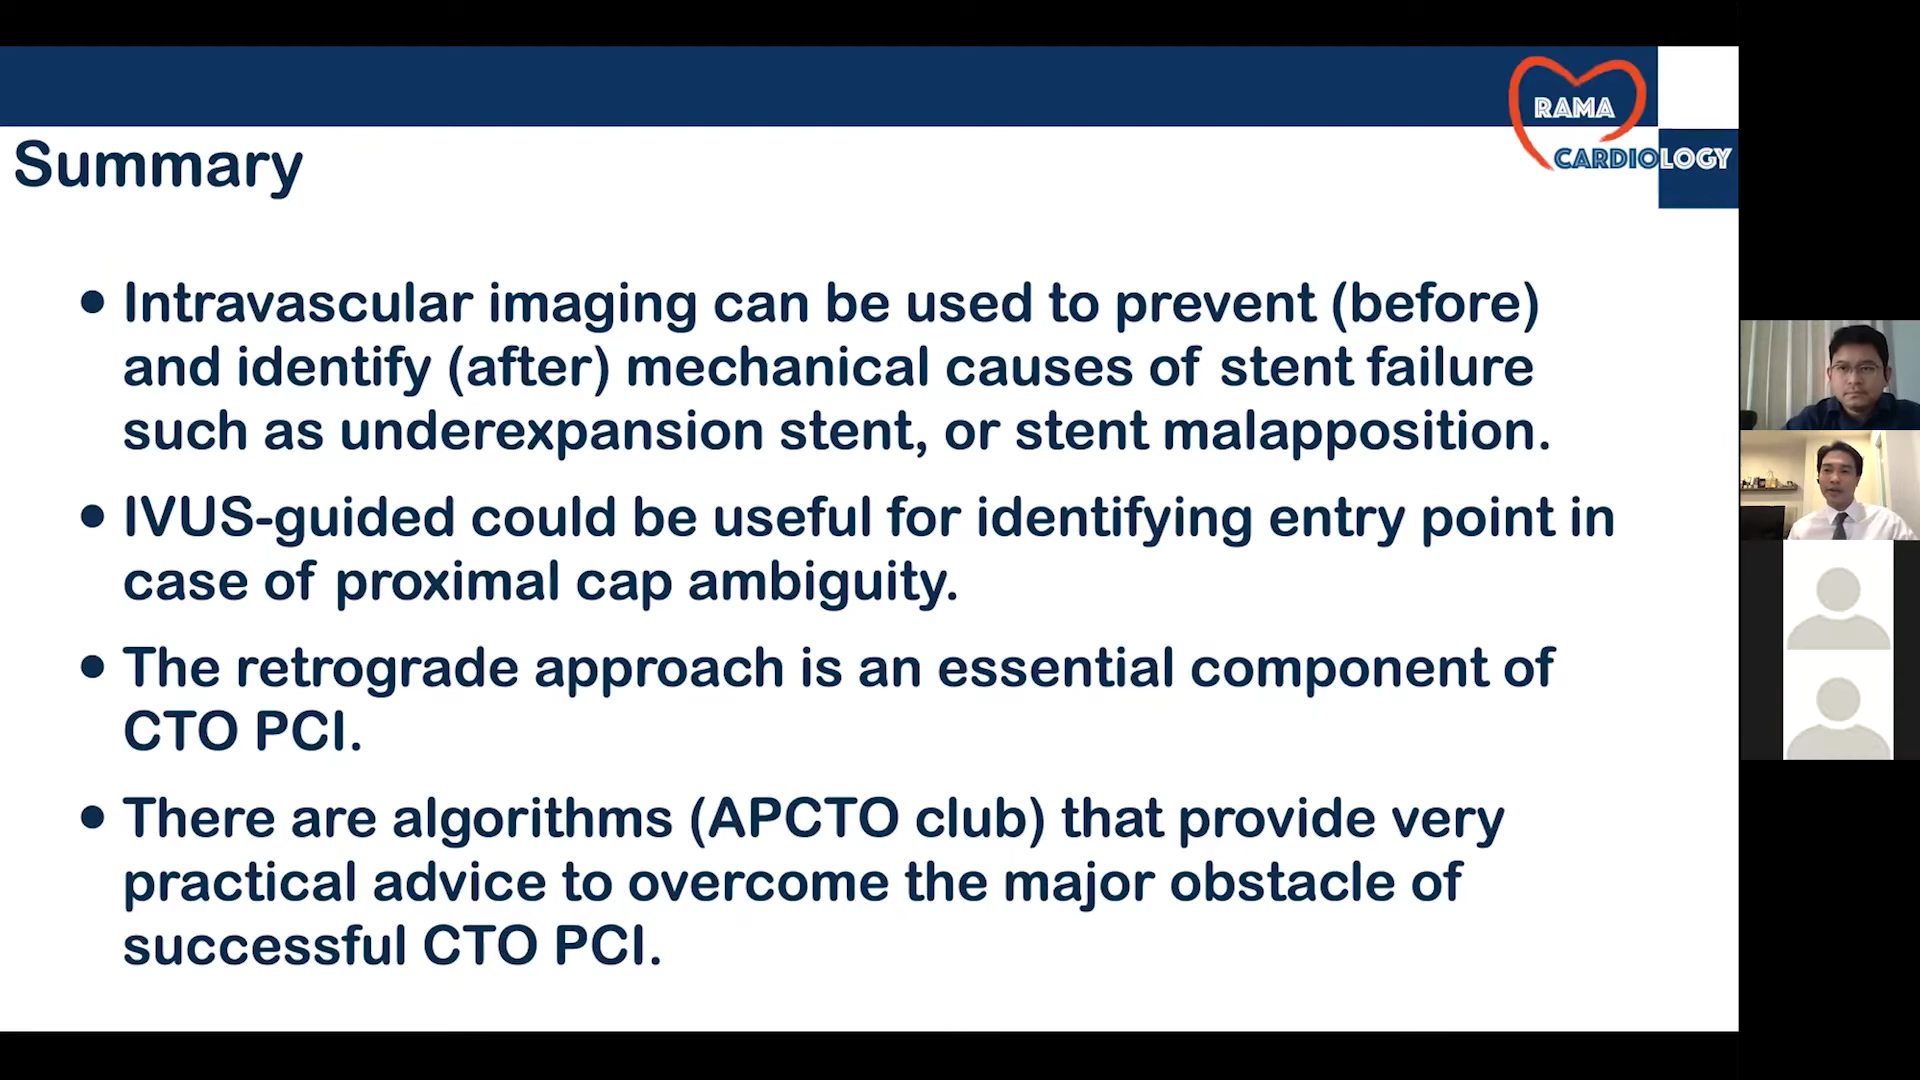 RAMA
CARDIOLOGY
Summary
• Intravascular imaging can be used to prevent (before)
and identify (after) mechanical causes of stent failure
such as underexpansion stent, or stent malapposition.
• IVUS-guided could be useful for identifying entry point in
case of proximal cap ambiguity.
• The retrograde approach is an essential component of
CTO PCI.
• There are algorithms (APCTO club) that provide very
practical advice to overcome the major obstacle of
successful CTO PCI.